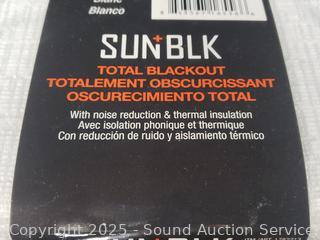 Blanco
SUN+BLK
TOTAL BLACKOUT
TOTALEMENT OBSCURCISSANT
OSCURECIMIENTO TOTAL
With noise reduction & thermal insulation
Avec isolation phonique et thermique
Con reducción de ruido y aislamiento térmico
Copyright 2025 - Sound Auction Service